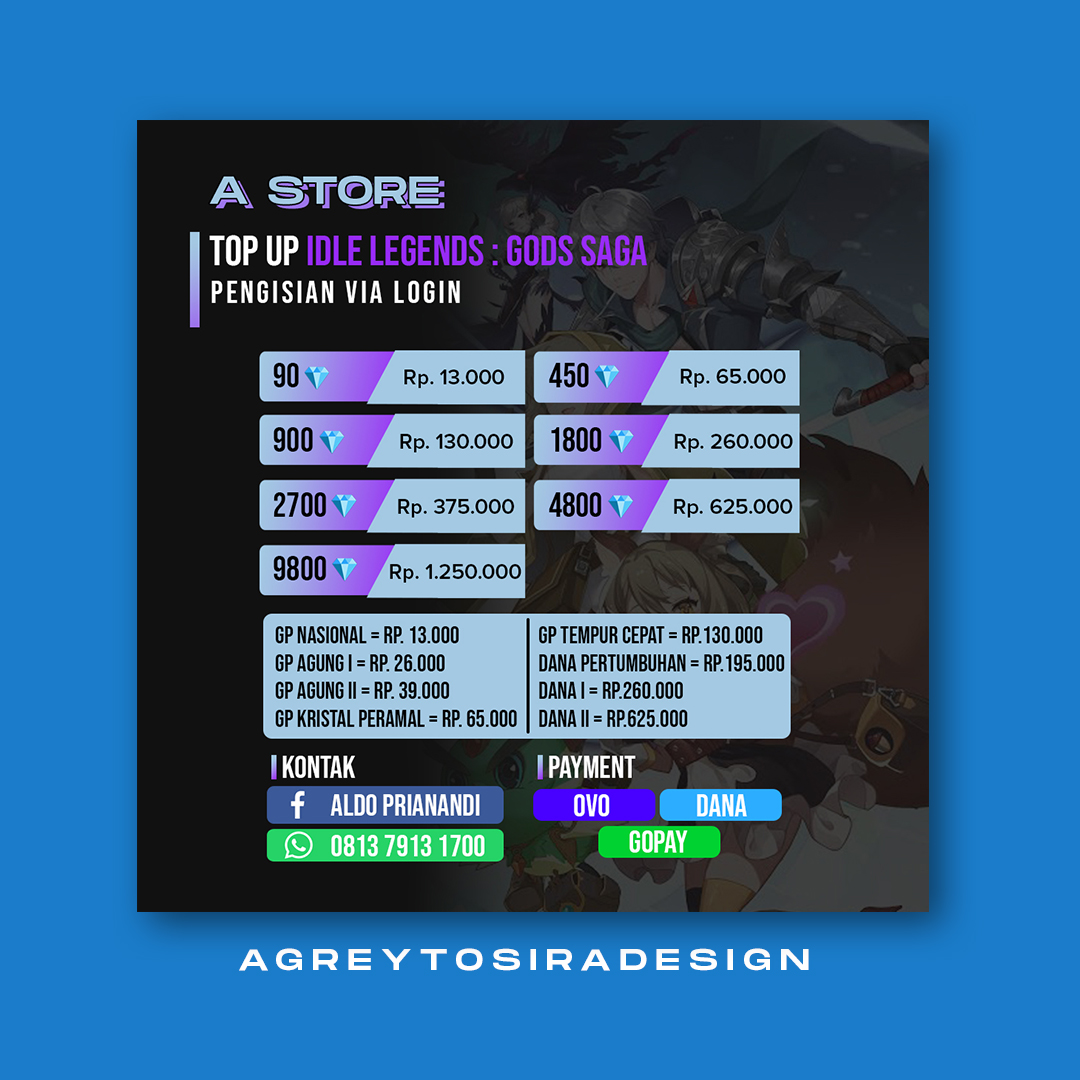 A STORE
TOP UP IDLE LEGENDS : GODS SAGA
PENGISIAN VIA LOGIN
90 Rp. 13.000
450 Rp. 65.000
900 Rp. 130.000
1800 Rp. 260.000
2700 Rp. 375.000
4800 Rp. 625.000
9800 Rp. 1.250.000
GP NASIONAL = RP. 13.000
GP AGUNG I = RP. 26.000
GP AGUNG II = RP. 39.000
GP KRISTAL PERAMAL = RP. 65.000
GP TEMPUR CEPAT = RP.130.000
DANA PERTUMBUHAN = RP.195.000
DANA I = RP.260.000
DANA II = RP.625.000
KONTAK
ALDO PRIANANDI
0813 7913 1700
PAYMENT
OVO
DANA
GOPAY
AGREYTOSIRADESIGN